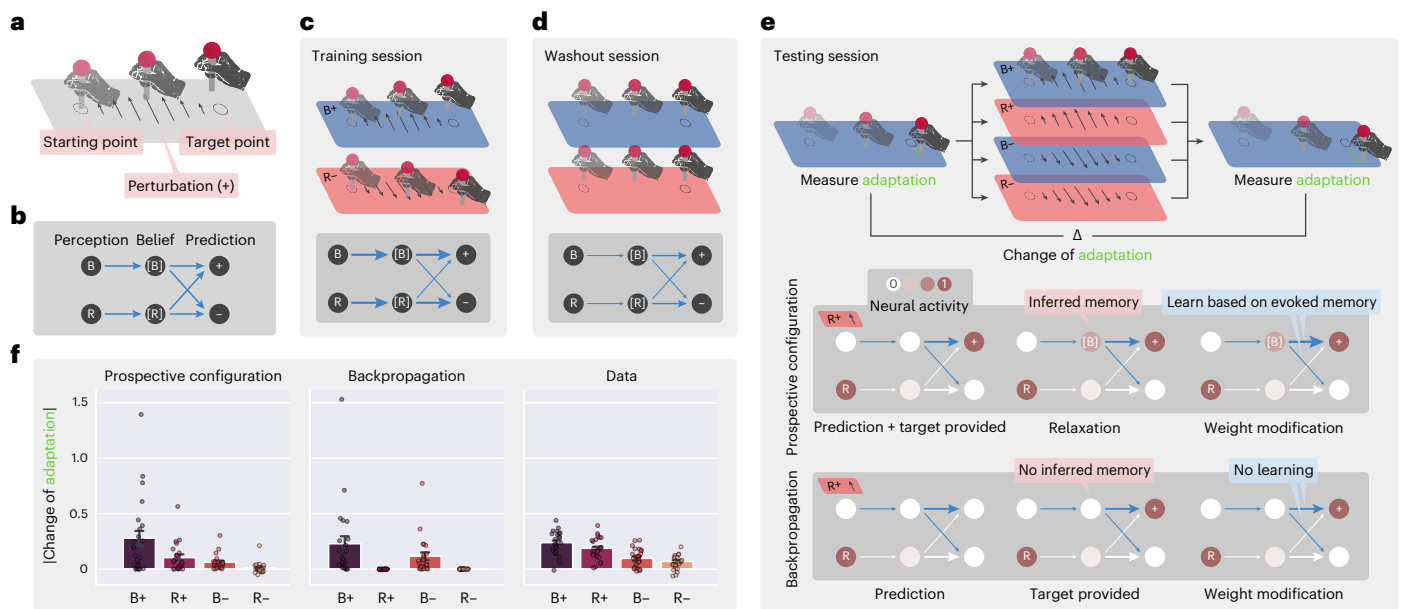 a
Starting point
Target point
Perturbation (+)
b
Perception
Belief
Prediction
B
[B]
+
R
[R]
−
c
Training session
B+
R−
B
[B]
+
R
[R]
−
d
Washout session
B
[B]
+
R
[R]
−
e
Testing session
B+
R+
B−
R−
Measure adaptation
Measure adaptation
Δ
Change of adaptation
0
1
Neural activity
Inferred memory
Learn based on evoked memory
Prospective configuration
R+
+
R
[B]
+
R
[B]
+
R
Prediction + target provided
Relaxation
Weight modification
No inferred memory
No learning
Backpropagation
R+
R
+
R
+
R
Prediction
Target provided
Weight modification
f
Prospective configuration
Backpropagation
Data
|Change of adaptation|
1.5
1.0
0.5
0
B+ R+ B− R−
B+ R+ B− R−
B+ R+ B− R−